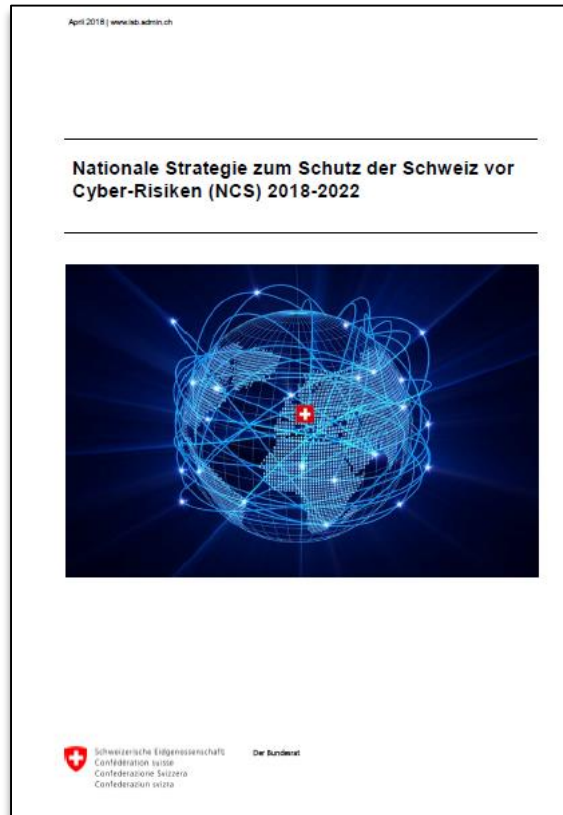 April 2018 | www.isb.admin.ch
Nationale Strategie zum Schutz der Schweiz vor
Cyber-Risiken (NCS) 2018-2022
Schweizerische Eidgenossenschaft
Confédération suisse
Confederazione Svizzera
Confederaziun svizra
Der Bundesrat